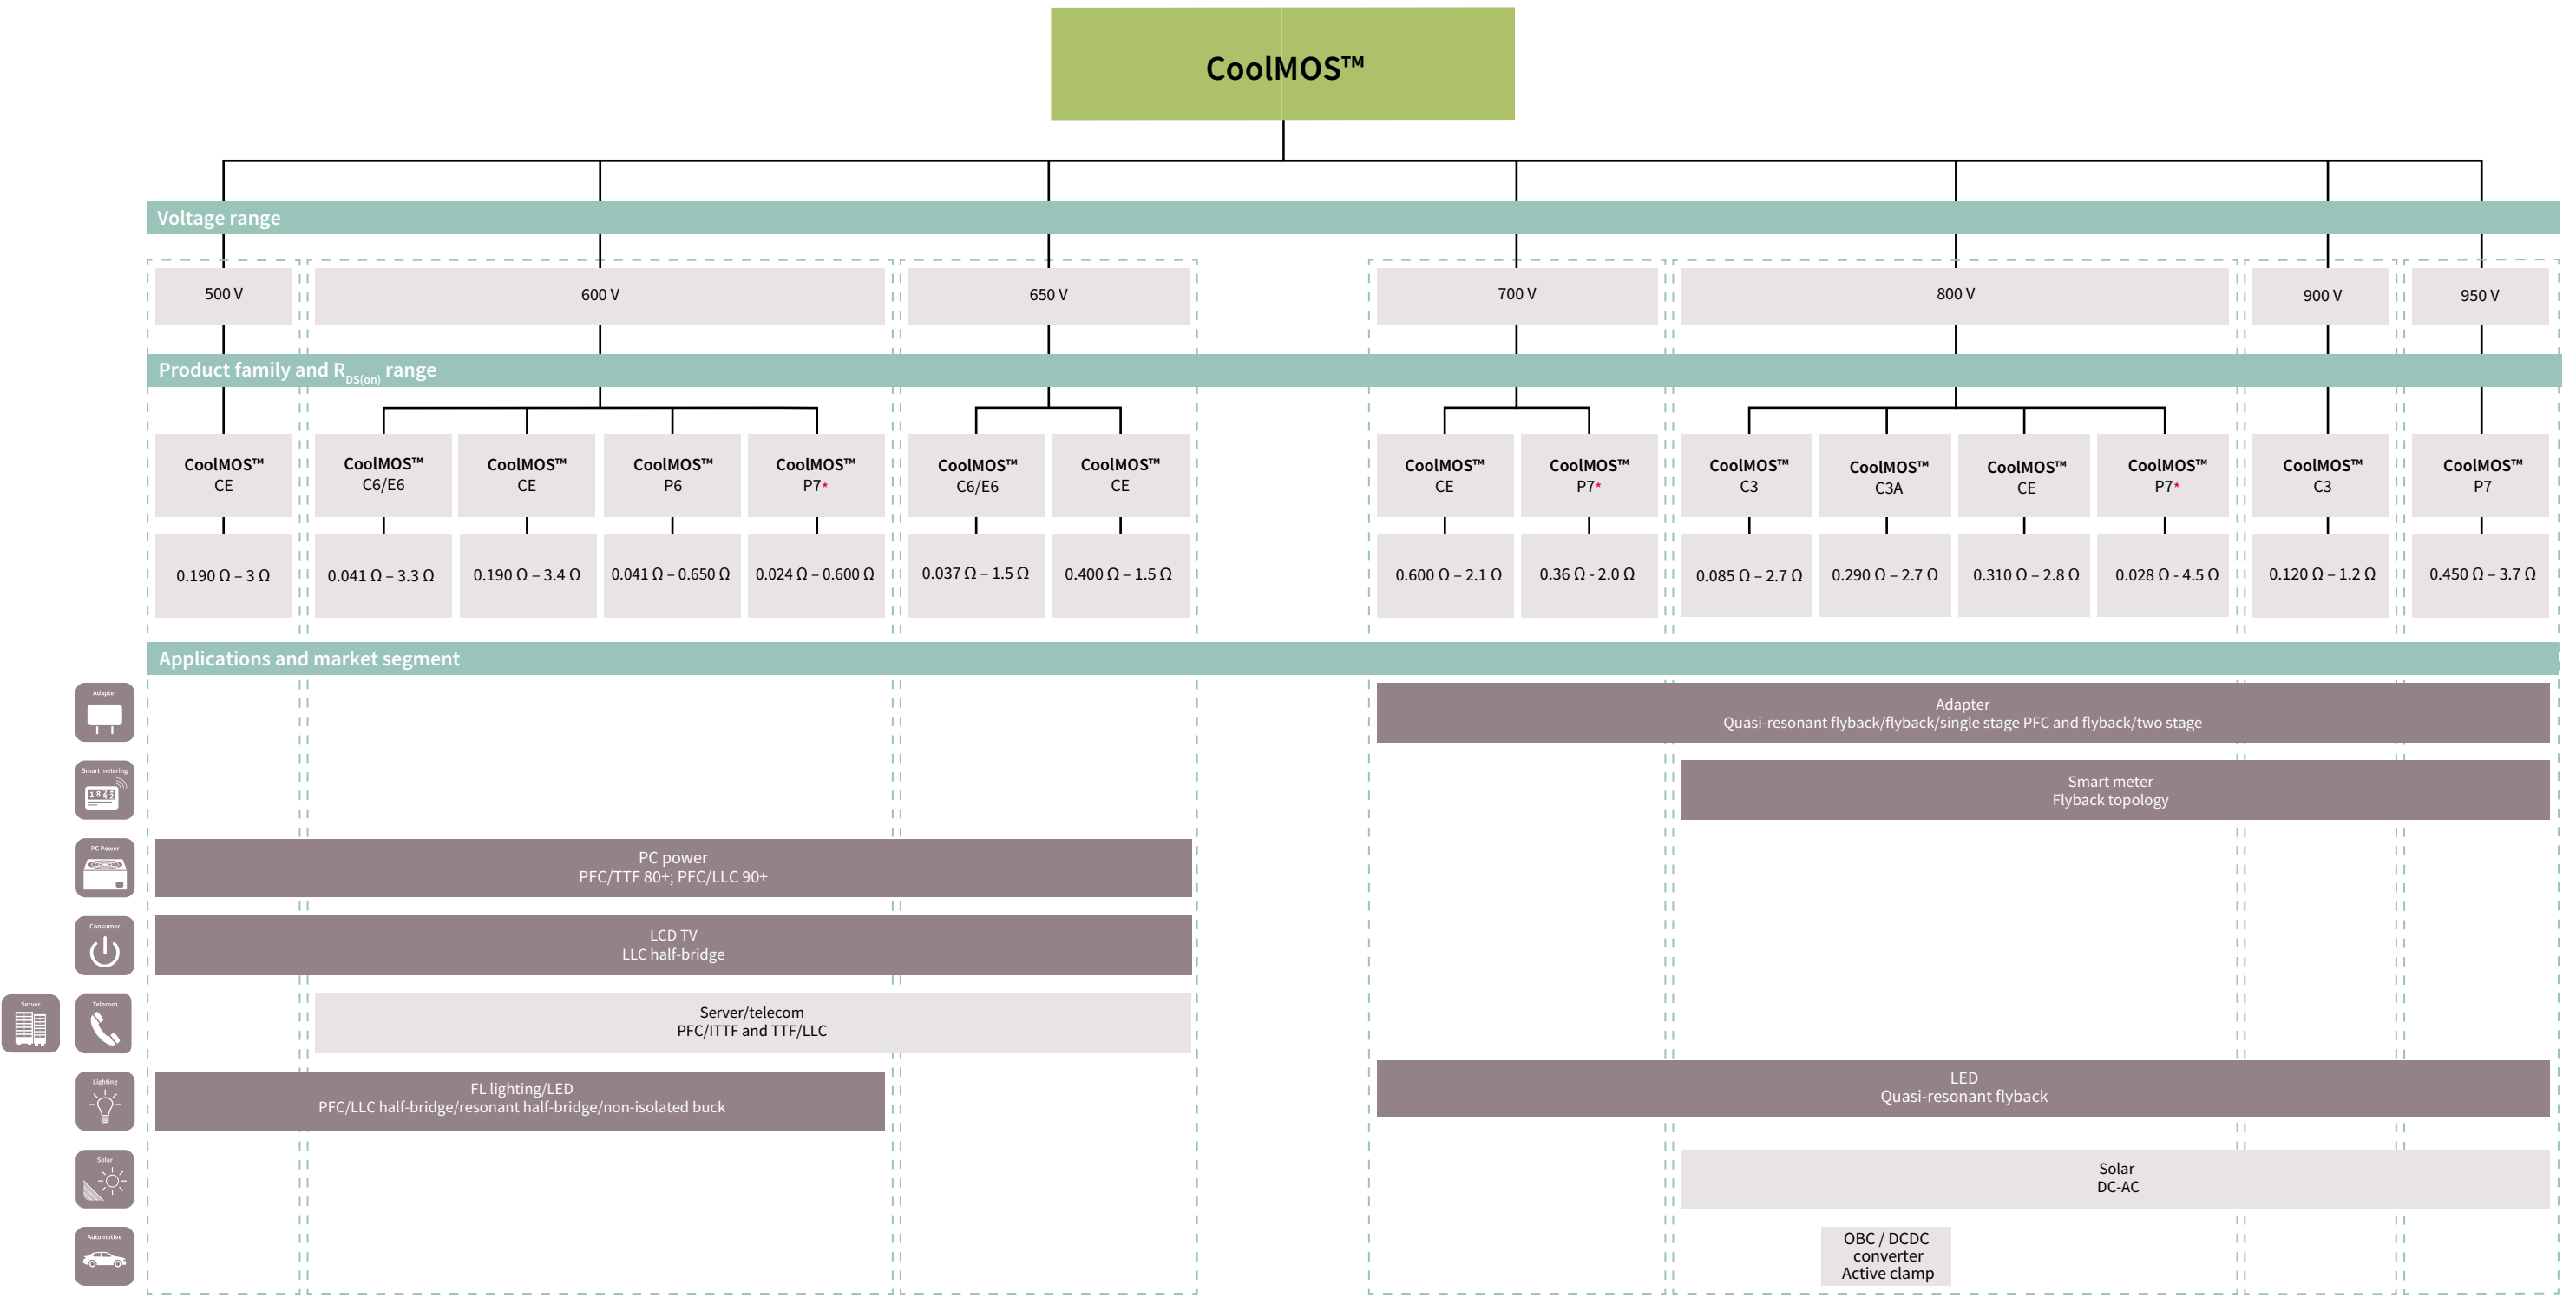 CoolMOS™
Voltage range
500 V
600 V
650 V
700 V
800 V
900 V
950 V
Product family and RDS(on) range
CoolMOS™
CE
CoolMOS™
C6/E6
CoolMOS™
CE
CoolMOS™
P6
CoolMOS™
P7*
CoolMOS™
C6/E6
CoolMOS™
CE
CoolMOS™
CE
CoolMOS™
P7*
CoolMOS™
C3
CoolMOS™
C3A
CoolMOS™
CE
CoolMOS™
P7*
CoolMOS™
C3
CoolMOS™
P7
0.190 Ω – 3 Ω
0.041 Ω – 3.3 Ω
0.190 Ω – 3.4 Ω
0.041 Ω – 0.650 Ω
0.024 Ω – 0.600 Ω
0.037 Ω – 1.5 Ω
0.400 Ω – 1.5 Ω
0.600 Ω – 2.1 Ω
0.36 Ω - 2.0 Ω
0.085 Ω – 2.7 Ω
0.290 Ω – 2.7 Ω
0.310 Ω – 2.8 Ω
0.028 Ω - 4.5 Ω
0.120 Ω – 1.2 Ω
0.450 Ω – 3.7 Ω
Applications and market segment
Adapter
Adapter
Quasi-resonant flyback/flyback/single stage PFC and flyback/two stage
Smart metering
Smart meter
Flyback topology
PC Power
PC power
PFC/TTF 80+; PFC/LLC 90+
Consumer
LCD TV
LLC half-bridge
Server
Telecom
Server/telecom
PFC/ITTF and TTF/LLC
Lighting
FL lighting/LED
PFC/LLC half-bridge/resonant half-bridge/non-isolated buck
LED
Quasi-resonant flyback
Solar
Solar
DC-AC
Automotive
OBC / DCDC
converter
Active clamp